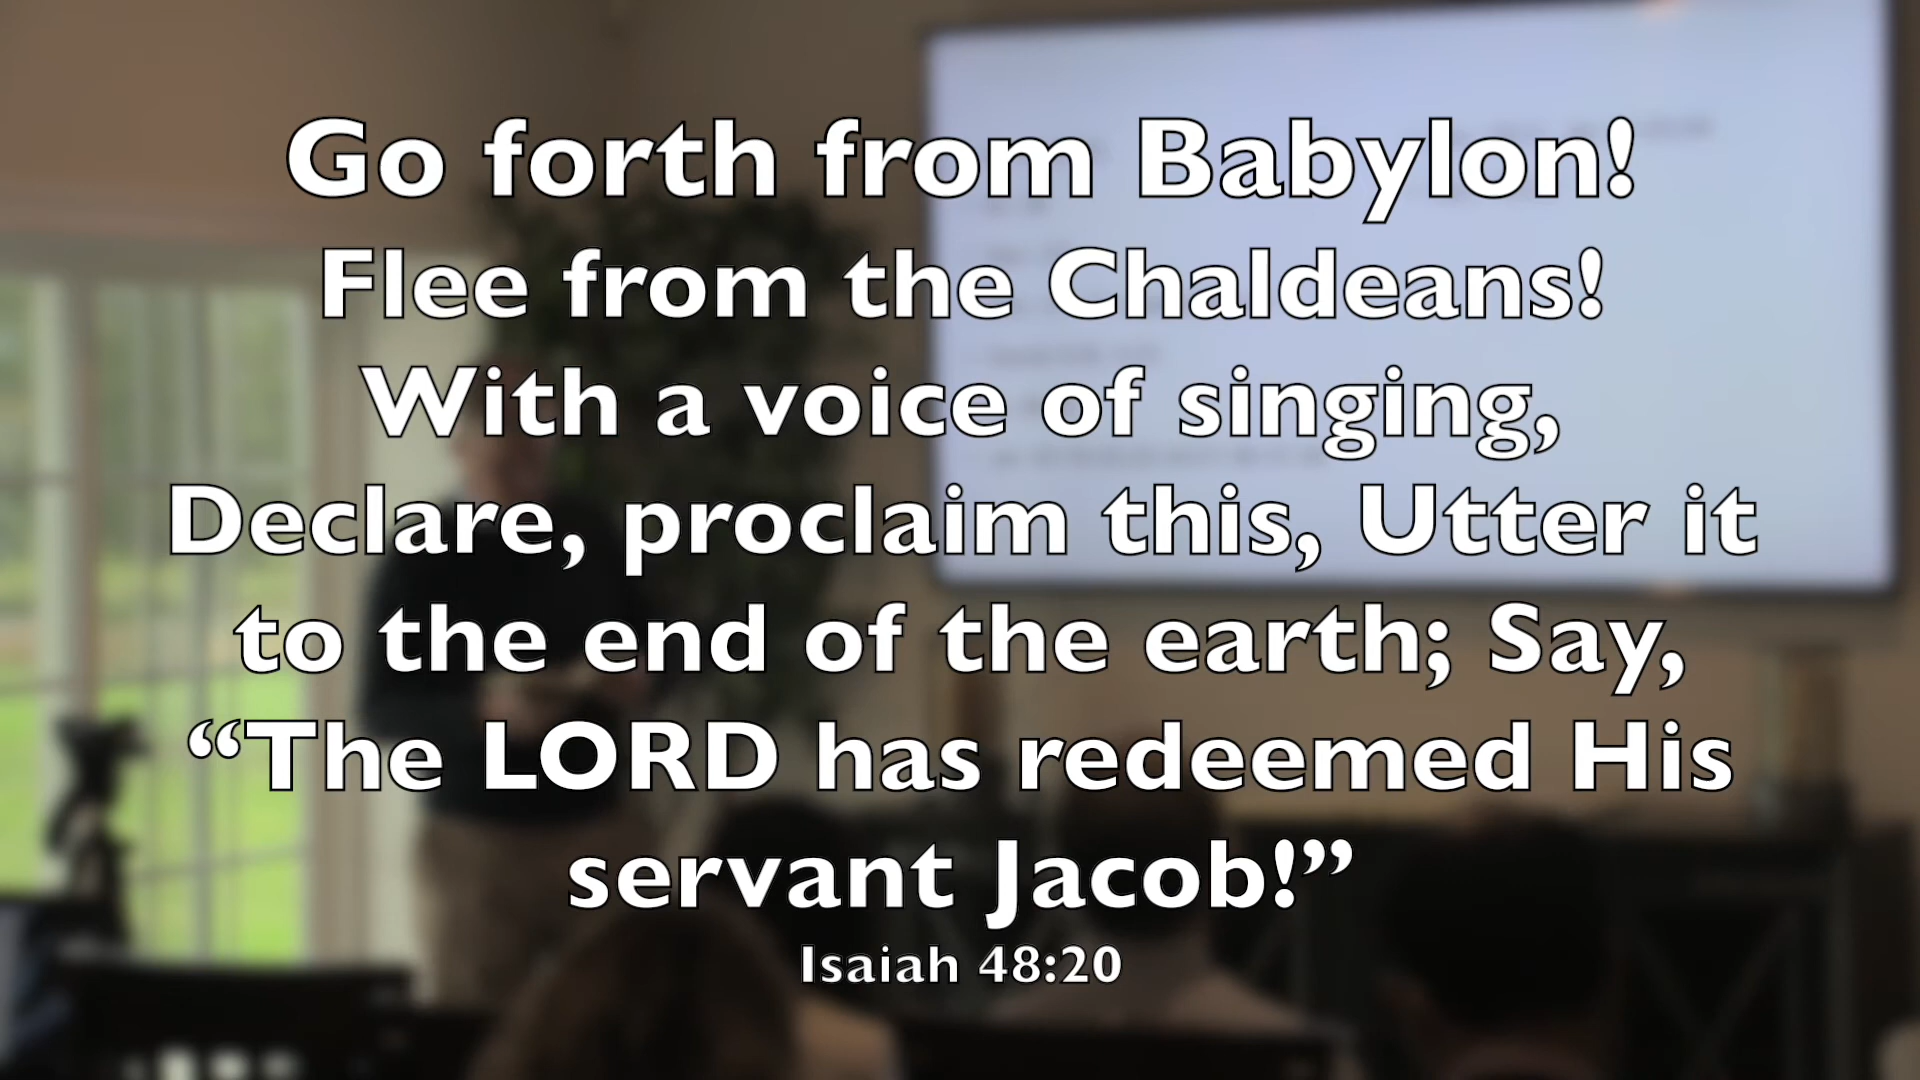 Go forth from Babylon!
Flee from the Chaldeans!
With a voice of singing,
Declare, proclaim this, Utter it
to the end of the earth; Say,
“The LORD has redeemed His
servant Jacob!”
Isaiah 48:20